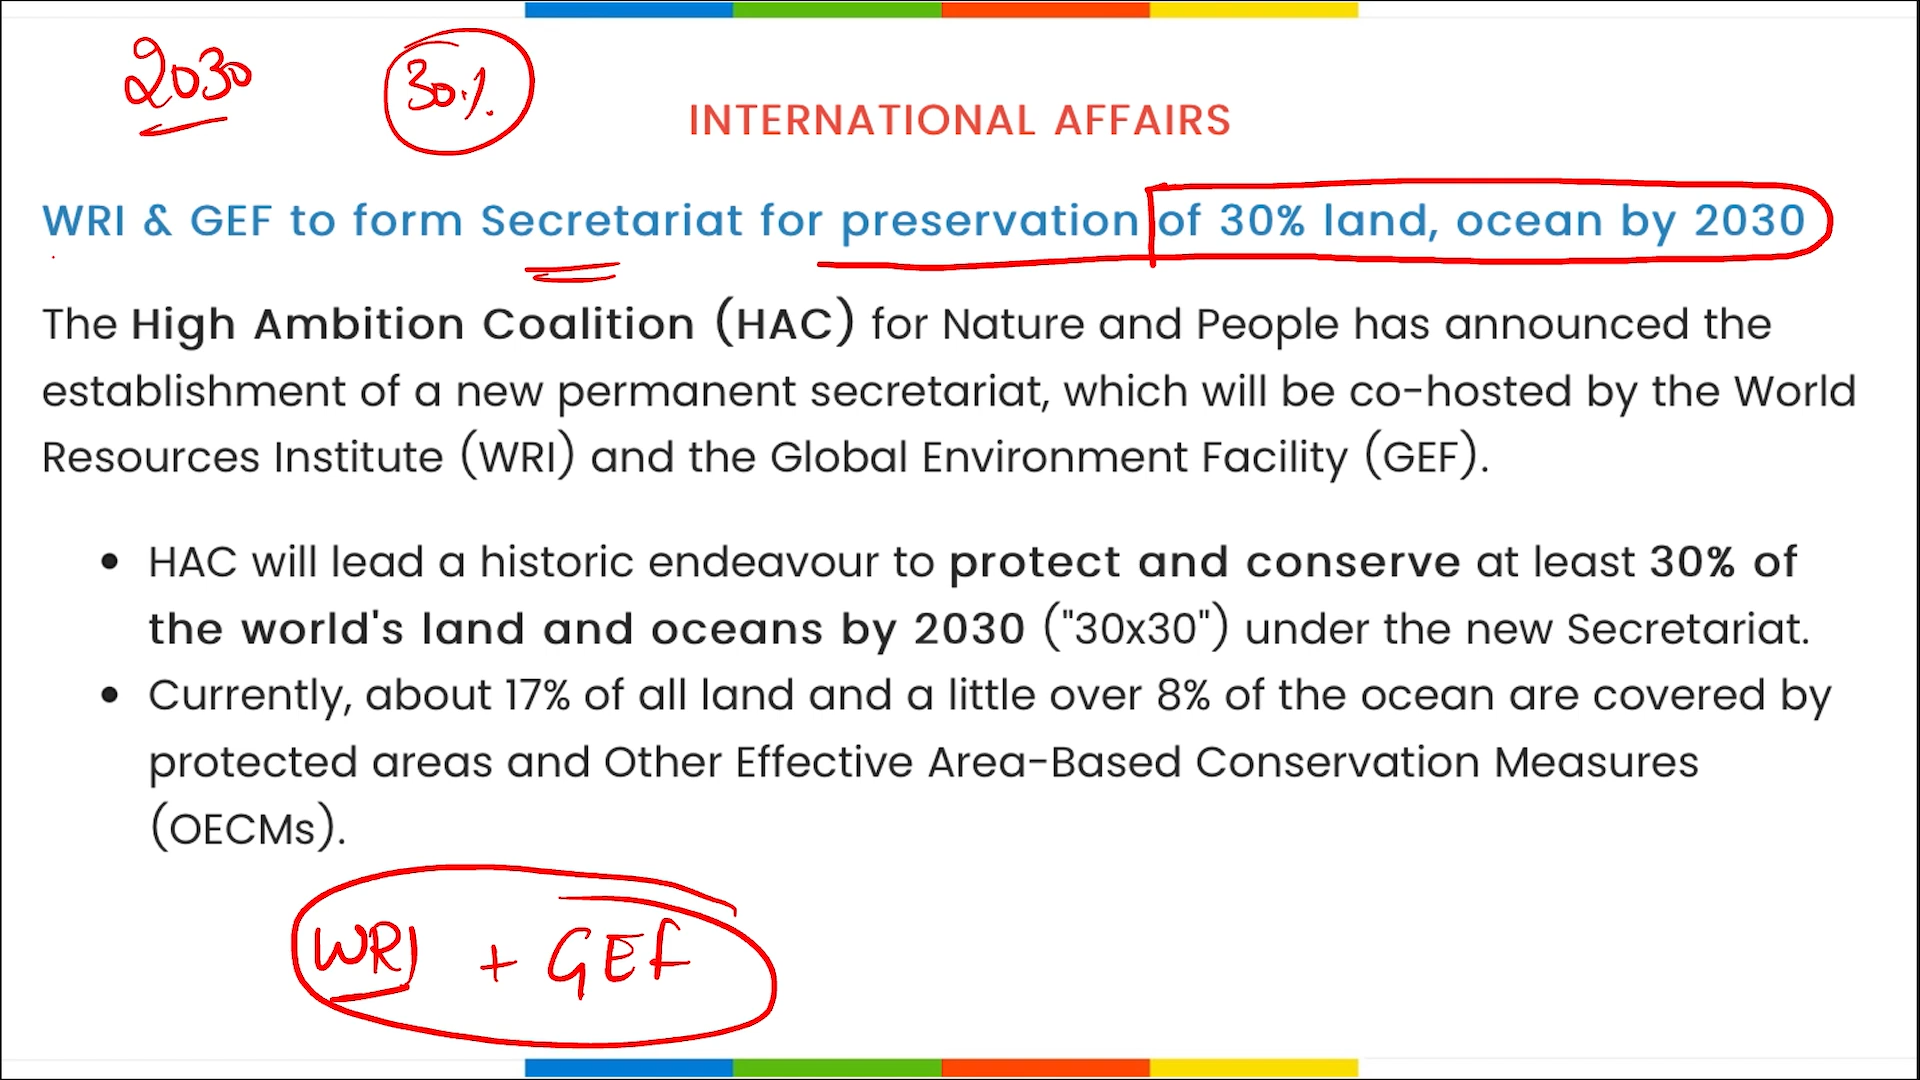 2030 30%
INTERNATIONAL AFFAIRS
WRI & GEF to form Secretariat for preservation of 30% land, ocean by 2030
The High Ambition Coalition (HAC) for Nature and People has announced the
establishment of a new permanent secretariat, which will be co-hosted by the World
Resources Institute (WRI) and the Global Environment Facility (GEF).
• HAC will lead a historic endeavour to protect and conserve at least 30% of
the world's land and oceans by 2030 ("30x30") under the new Secretariat.
• Currently, about 17% of all land and a little over 8% of the ocean are covered by
protected areas and Other Effective Area-Based Conservation Measures
(OECMs).
WRI + GEF